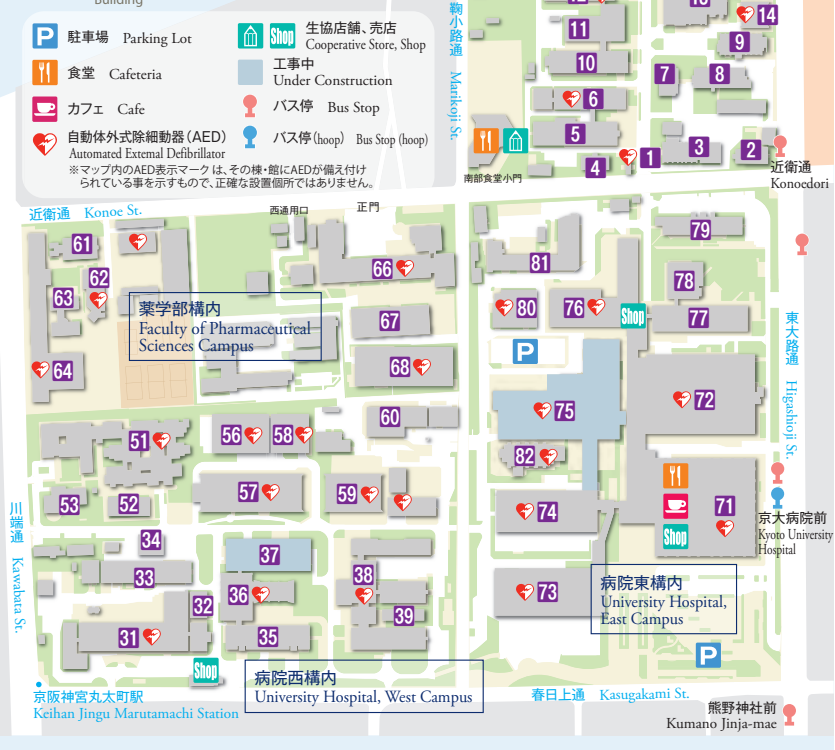 Building
P 駐車場 Parking Lot
食堂 Cafeteria
カフェ Cafe
自動体外式除細動器(AED)
Automated External Defibrillator
※マップ内のAED表示マークは、その棟・館にAEDが備え付け
られている事を示すもので、正確な設置個所ではありません。
Shop 生協店舗、売店
Cooperative Store, Shop
工事中
Under Construction
バス停 Bus Stop
バス停(hoop) Bus Stop (hoop)
鞠小路通 Marikoji St.
14
11
9
10
7
8
6
5
4
1
3
2
南部食堂小門
近衛通
Konoedori
近衛通 Konoe St.
西通用口
正門
61
62
63
64
薬学部構内
Faculty of Pharmaceutical
Sciences Campus
66
67
68
60
79
81
78
80
76
Shop
77
P
75
72
82
東大路通 Higashioji St.
51
56
58
57
59
53
52
74
71
Shop
京大病院前
Kyoto University
Hospital
川端通 Kawabata St.
34
33
37
38
36
32
39
31
35
73
病院東構内
University Hospital,
East Campus
P
Shop
病院西構内
University Hospital, West Campus
京阪神宮丸太町駅
Keihan Jingu Marutamachi Station
春日上通 Kasugakami St.
熊野神社前
Kumano Jinja-mae